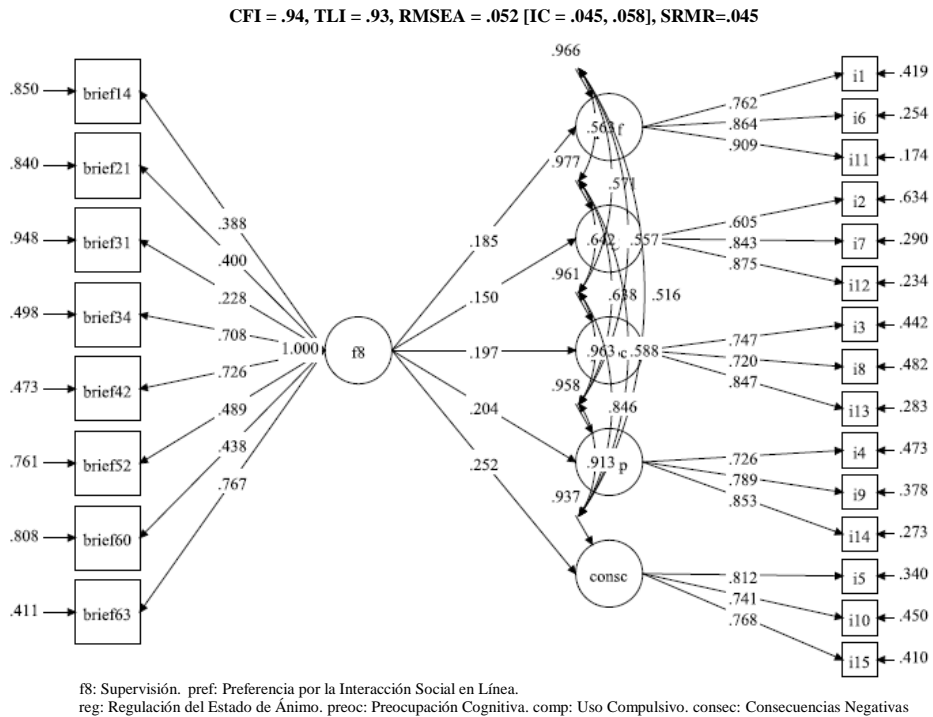 CFI = .94, TLI = .93, RMSEA = .052 [IC = .045, .058], SRMR=.045
.966
.850 brief14
.840 brief21
.948 brief31
.498 brief34
.473 brief42
.761 brief52
.808 brief60
.411 brief63
.388
.400
.228
.708
.726
.489
.438
.767
1.000 f8
.185
.150
.197
.204
.252
.563 f
.977
.571
.642
.557
.961
.638
.516
.963 c
.588
.958
.846
.913 p
.937
consc
.762
.864
.909
.605
.843
.875
.747
.720
.847
.726
.789
.853
.812
.741
.768
i1 .419
i6 .254
i11 .174
i2 .634
i7 .290
i12 .234
i3 .442
i8 .482
i13 .283
i4 .473
i9 .378
i14 .273
i5 .340
i10 .450
i15 .410
f8: Supervisión. pref: Preferencia por la Interacción Social en Línea.
reg: Regulación del Estado de Ánimo. preoc: Preocupación Cognitiva. comp: Uso Compulsivo. consec: Consecuencias Negativas